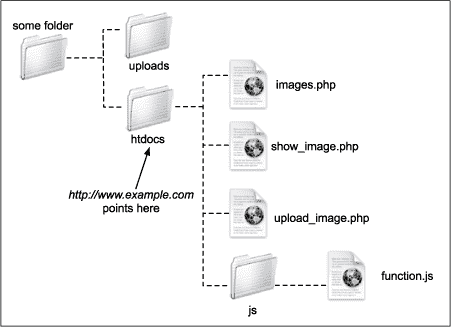 some folder
uploads
images.php
htdocs
show_image.php
http://www.example.com
points here
upload_image.php
function.js
js